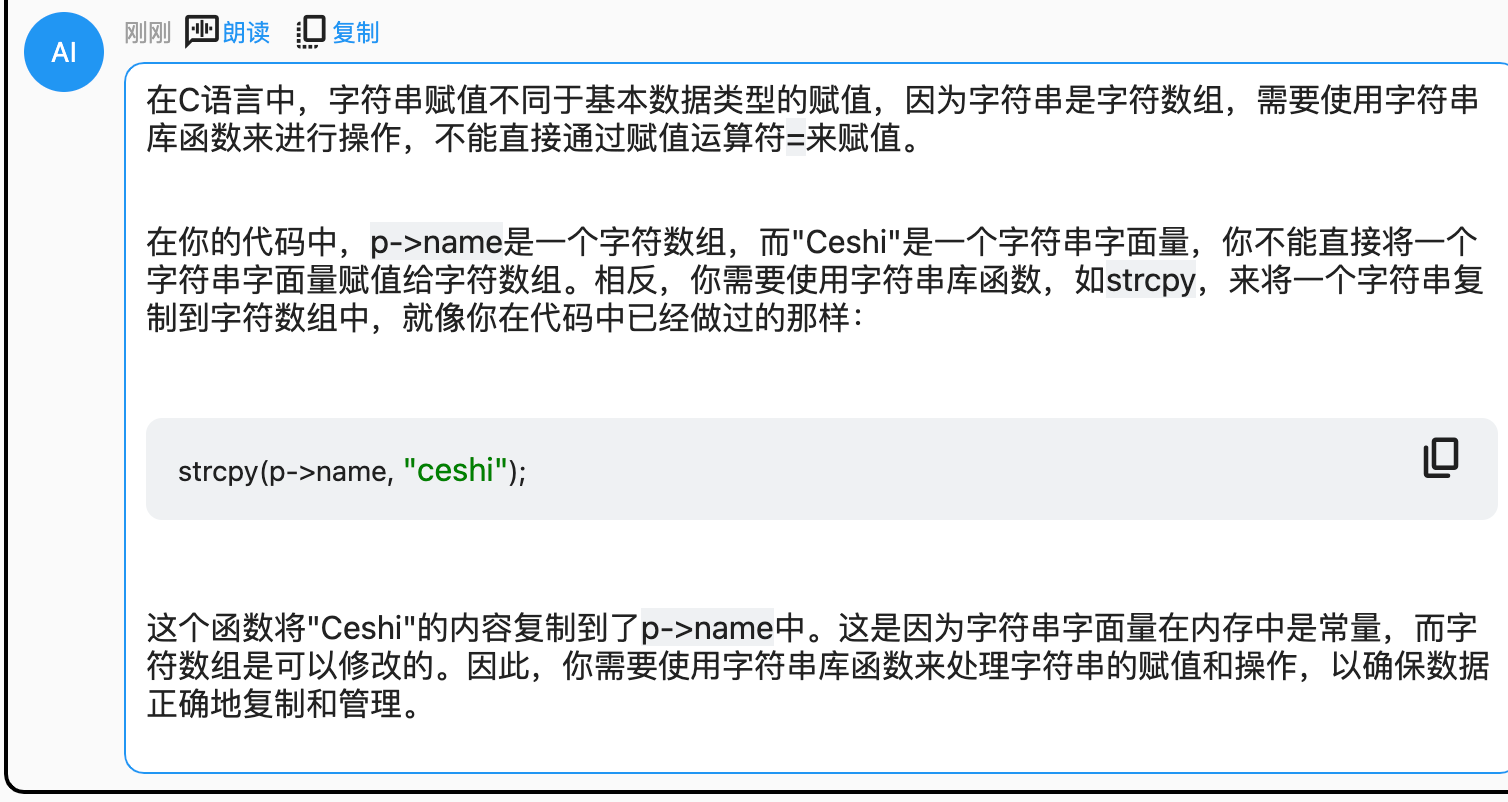 AI
刚刚 朗读 复制
在C语言中，字符串赋值不同于基本数据类型的赋值，因为字符串是字符数组，需要使用字符串
库函数来进行操作，不能直接通过赋值运算符=来赋值。
在你的代码中，p->name是一个字符数组，而"Ceshi"是一个字符串字面量，你不能直接将一个
字符串字面量赋值给字符数组。相反，你需要使用字符串库函数，如strcpy，来将一个字符串复
制到字符数组中，就像你在代码中已经做过的那样：
strcpy(p->name, "ceshi");
这个函数将"Ceshi"的内容复制到了p->name中。这是因为字符串字面量在内存中是常量，而字
符数组是可以修改的。因此，你需要使用字符串库函数来处理字符串的赋值和操作，以确保数据
正确地复制和管理。